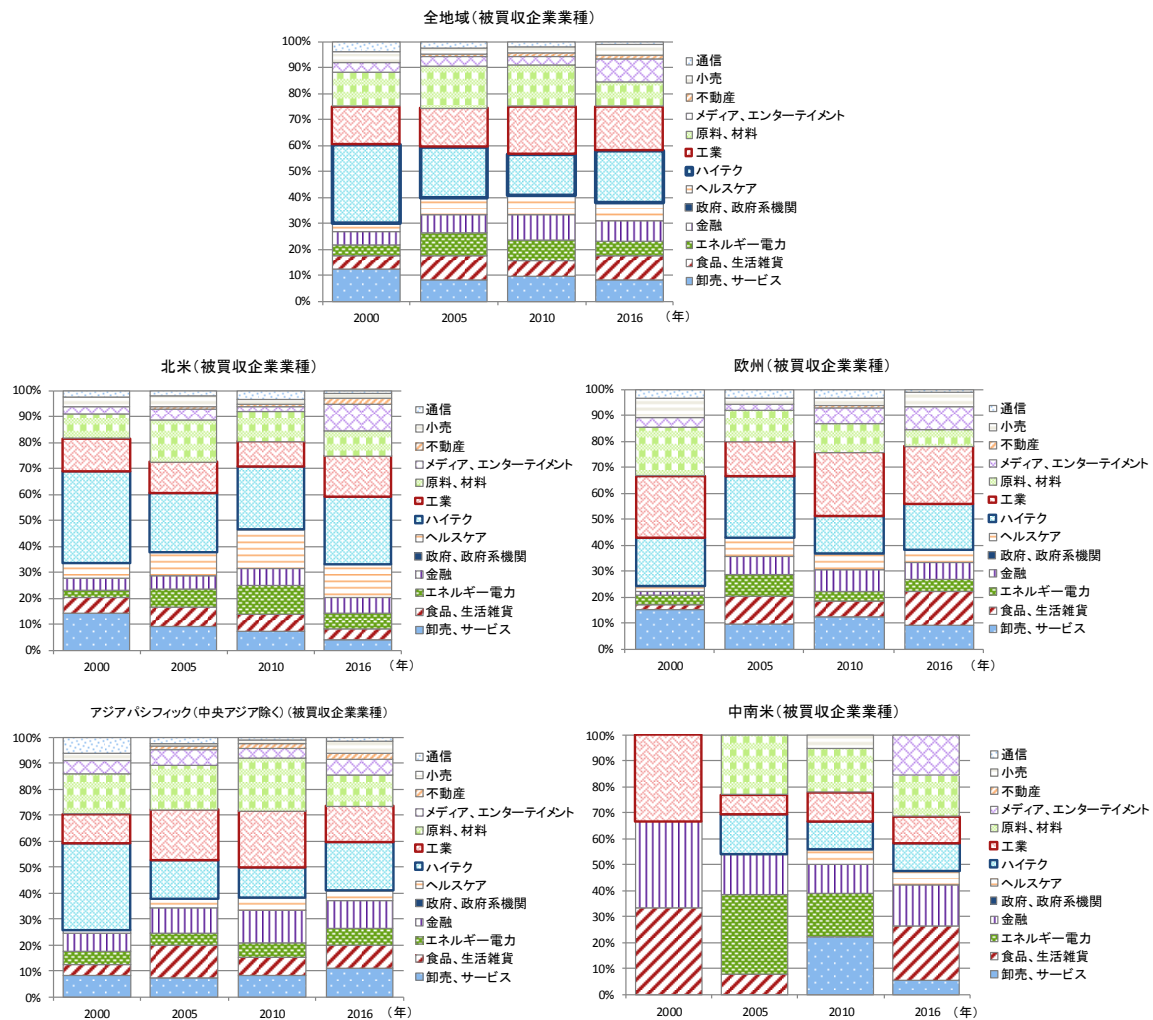 全地域（被買収企業業種）
100%
90%
80%
70%
60%
50%
40%
30%
20%
10%
0%
2000 2005 2010 2016 （年）
通信
小売
不動産
メディア、エンターテイメント
原料、材料
工業
ハイテク
ヘルスケア
政府、政府系機関
金融
エネルギー電力
食品、生活雑貨
卸売、サービス
北米（被買収企業業種）
100%
90%
80%
70%
60%
50%
40%
30%
20%
10%
0%
2000 2005 2010 2016 （年）
通信
小売
不動産
メディア、エンターテイメント
原料、材料
工業
ハイテク
ヘルスケア
政府、政府系機関
金融
エネルギー電力
食品、生活雑貨
卸売、サービス
欧州（被買収企業業種）
100%
90%
80%
70%
60%
50%
40%
30%
20%
10%
0%
2000 2005 2010 2016 （年）
通信
小売
不動産
メディア、エンターテイメント
原料、材料
工業
ハイテク
ヘルスケア
政府、政府系機関
金融
エネルギー電力
食品、生活雑貨
卸売、サービス
アジアパシフィック（中央アジア除く）（被買収企業業種）
100%
90%
80%
70%
60%
50%
40%
30%
20%
10%
0%
2000 2005 2010 2016 （年）
通信
小売
不動産
メディア、エンターテイメント
原料、材料
工業
ハイテク
ヘルスケア
政府、政府系機関
金融
エネルギー電力
食品、生活雑貨
卸売、サービス
中南米（被買収企業業種）
100%
90%
80%
70%
60%
50%
40%
30%
20%
10%
0%
2000 2005 2010 2016 （年）
通信
小売
不動産
メディア、エンターテイメント
原料、材料
工業
ハイテク
ヘルスケア
政府、政府系機関
金融
エネルギー電力
食品、生活雑貨
卸売、サービス